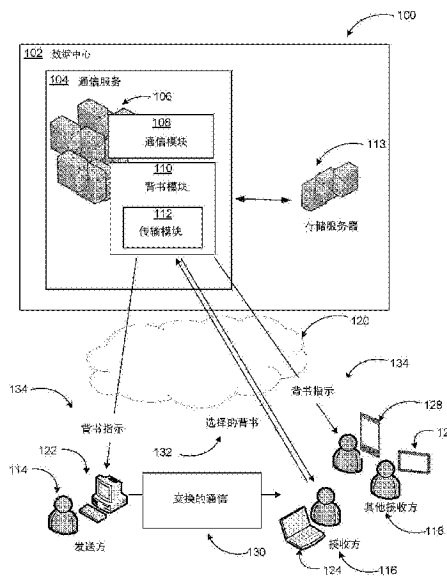 100
102 数据中心
104 通信服务
106
108
通信模块
110
背书模块
112
传输模块
113
存储服务器
120
134
134
背书指示
背书指示
128
122
132
选择的背书
114
交换的通信
其他接收方
116
发送方
130
接收方
124
116